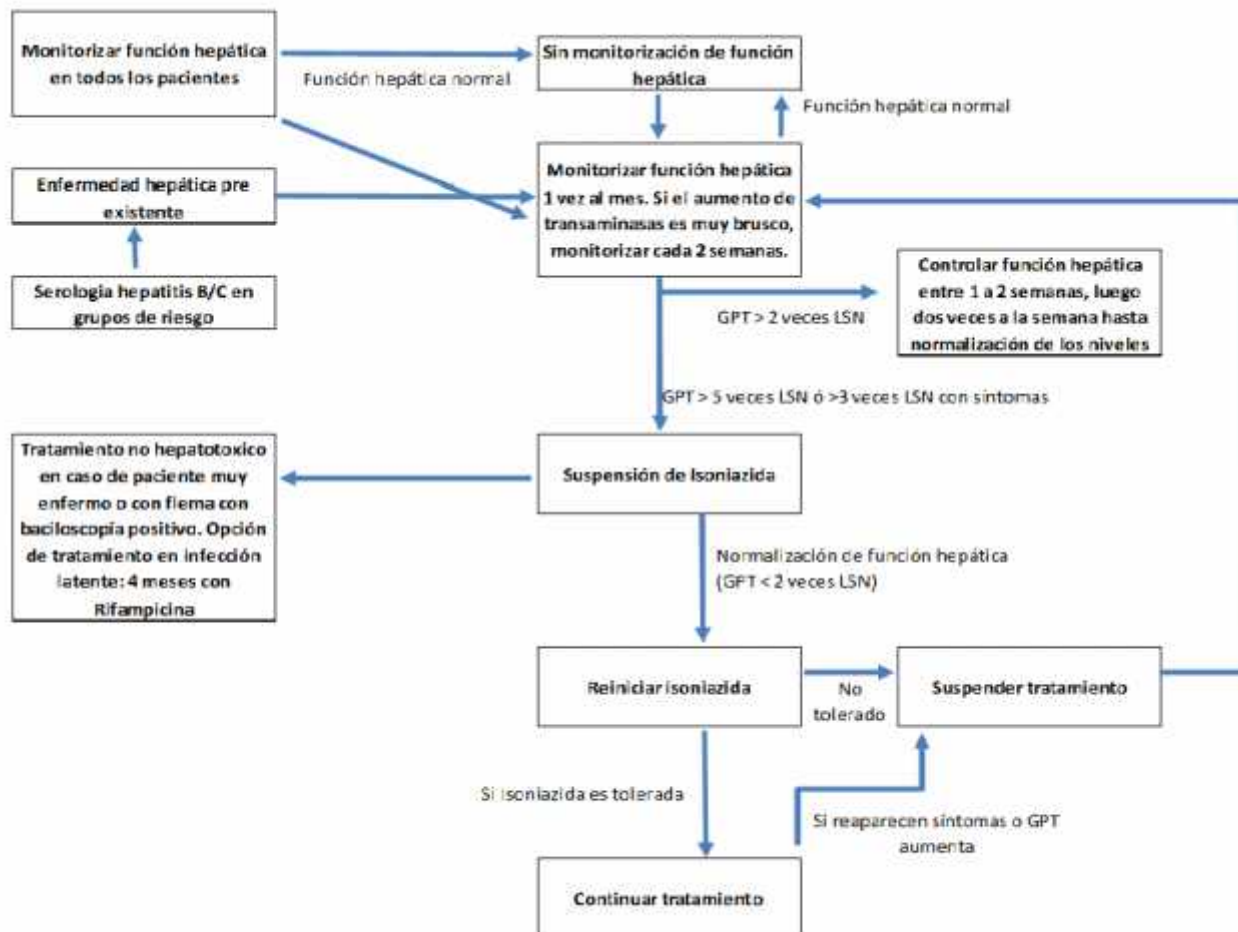 Monitorizar función hepática
en todos los pacientes
Función hepática normal
Sin monitorización de función
hepática
Función hepática normal
Enfermedad hepática pre
existente
Monitorizar función hepática
1 vez al mes. Si el aumento de
transaminasas es muy brusco,
monitorizar cada 2 semanas.
Serología hepatitis B/C en
grupos de riesgo
GPT > 2 veces LSN
Controlar función hepática
entre 1 a 2 semanas, luego
dos veces a la semana hasta
normalización de los niveles
GPT > 5 veces LSN ó >3 veces LSN con síntomas
Tratamiento no hepatotoxico
en caso de paciente muy
enfermo o con flema con
baciloscopía positivo. Opción
de tratamiento en infección
latente: 4 meses con
Rifampicina
Suspensión de Isoniazida
Normalización de función hepática
(GPT < 2 veces LSN)
Reiniciar isoniazida
No
tolerado
Suspender tratamiento
Si Isoniazida es tolerada
Si reaparecen síntomas o GPT
aumenta
Continuar tratamiento